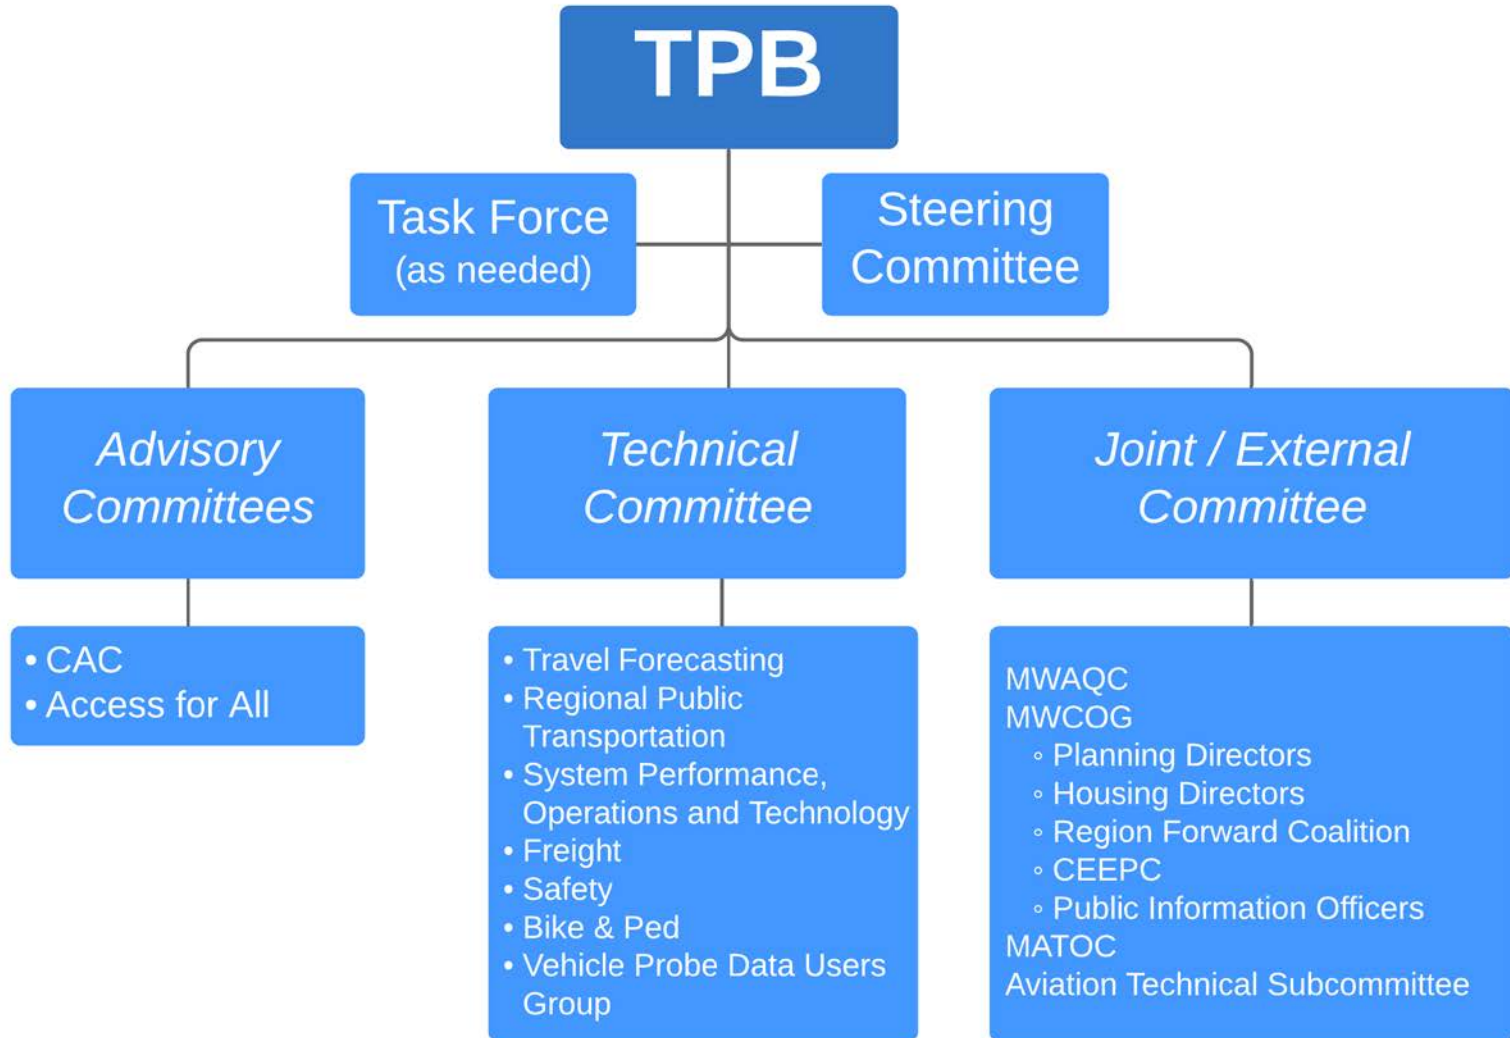 TPB
Task Force
(as needed)
Steering
Committee
Advisory
Committees
Technical
Committee
Joint / External
Committee
• CAC
• Access for All
• Travel Forecasting
• Regional Public
Transportation
• System Performance,
Operations and Technology
• Freight
• Safety
• Bike & Ped
• Vehicle Probe Data Users
Group
MWAQC
MWCOG
◦ Planning Directors
◦ Housing Directors
◦ Region Forward Coalition
◦ CEEPC
◦ Public Information Officers
MATOC
Aviation Technical Subcommittee